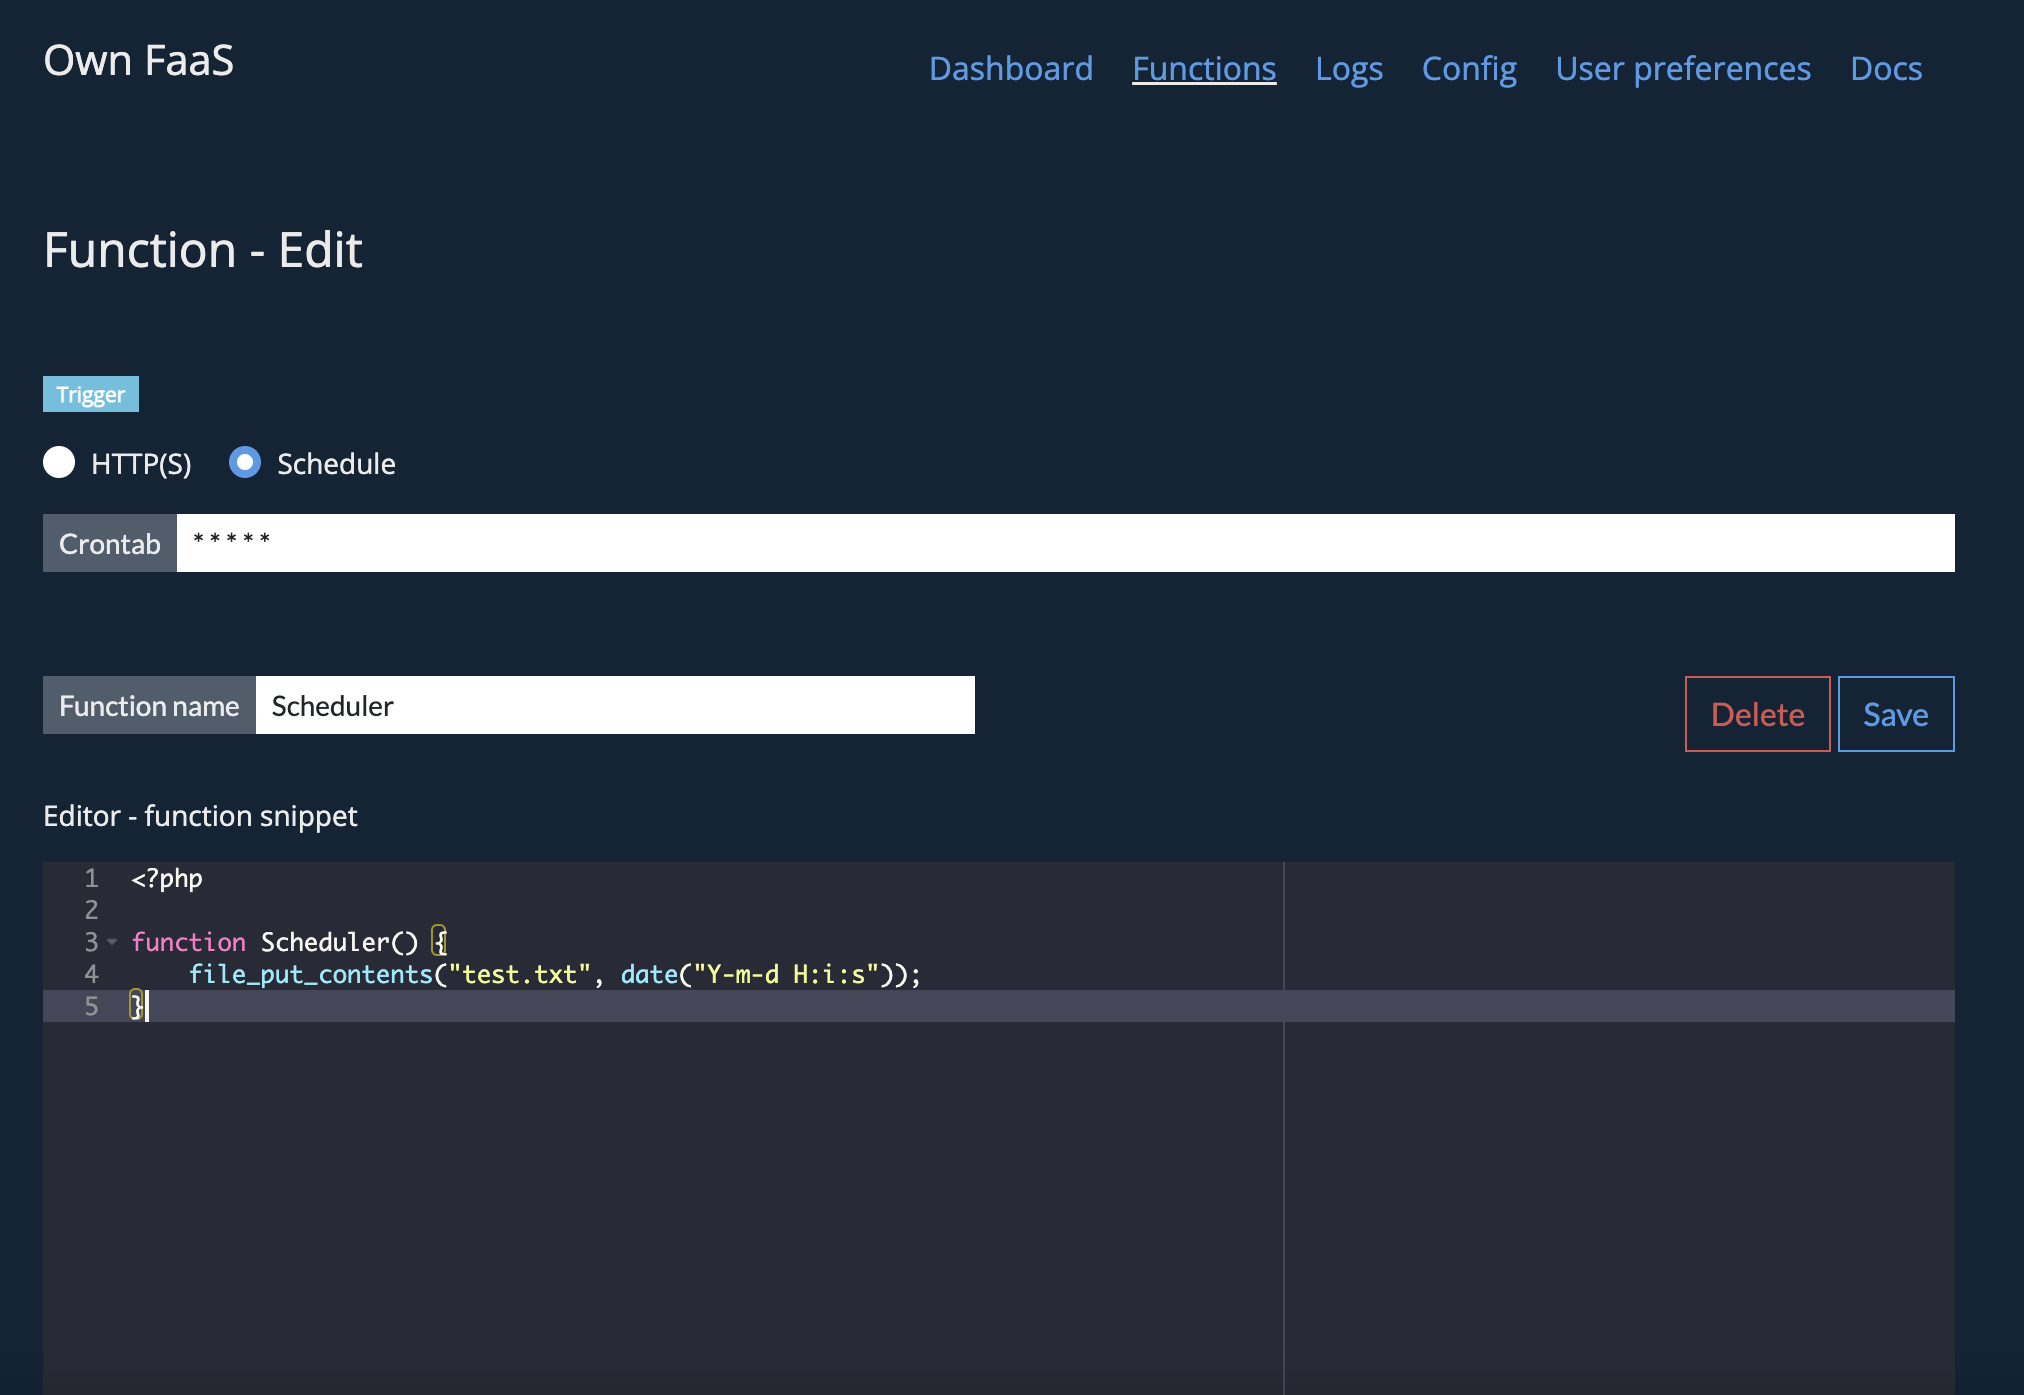 Own FaaS
Dashboard Functions Logs Config User preferences Docs
Function - Edit
Trigger
HTTP(S) Schedule
Crontab * * * * *
Function name Scheduler
Delete Save
Editor - function snippet
1 <?php
2
3 function Scheduler() {
4     file_put_contents("test.txt", date("Y-m-d H:i:s"));
5 }